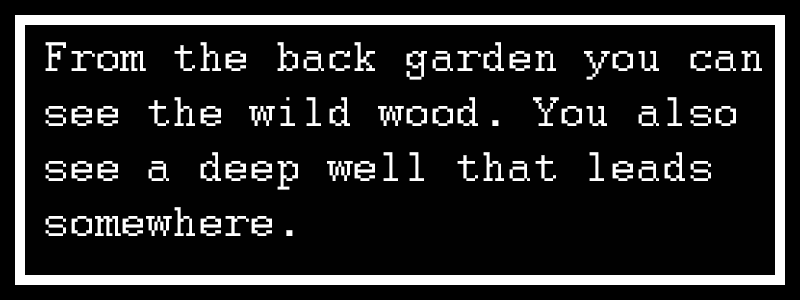 From the back garden you can
see the wild wood. You also
see a deep well that leads
somewhere.